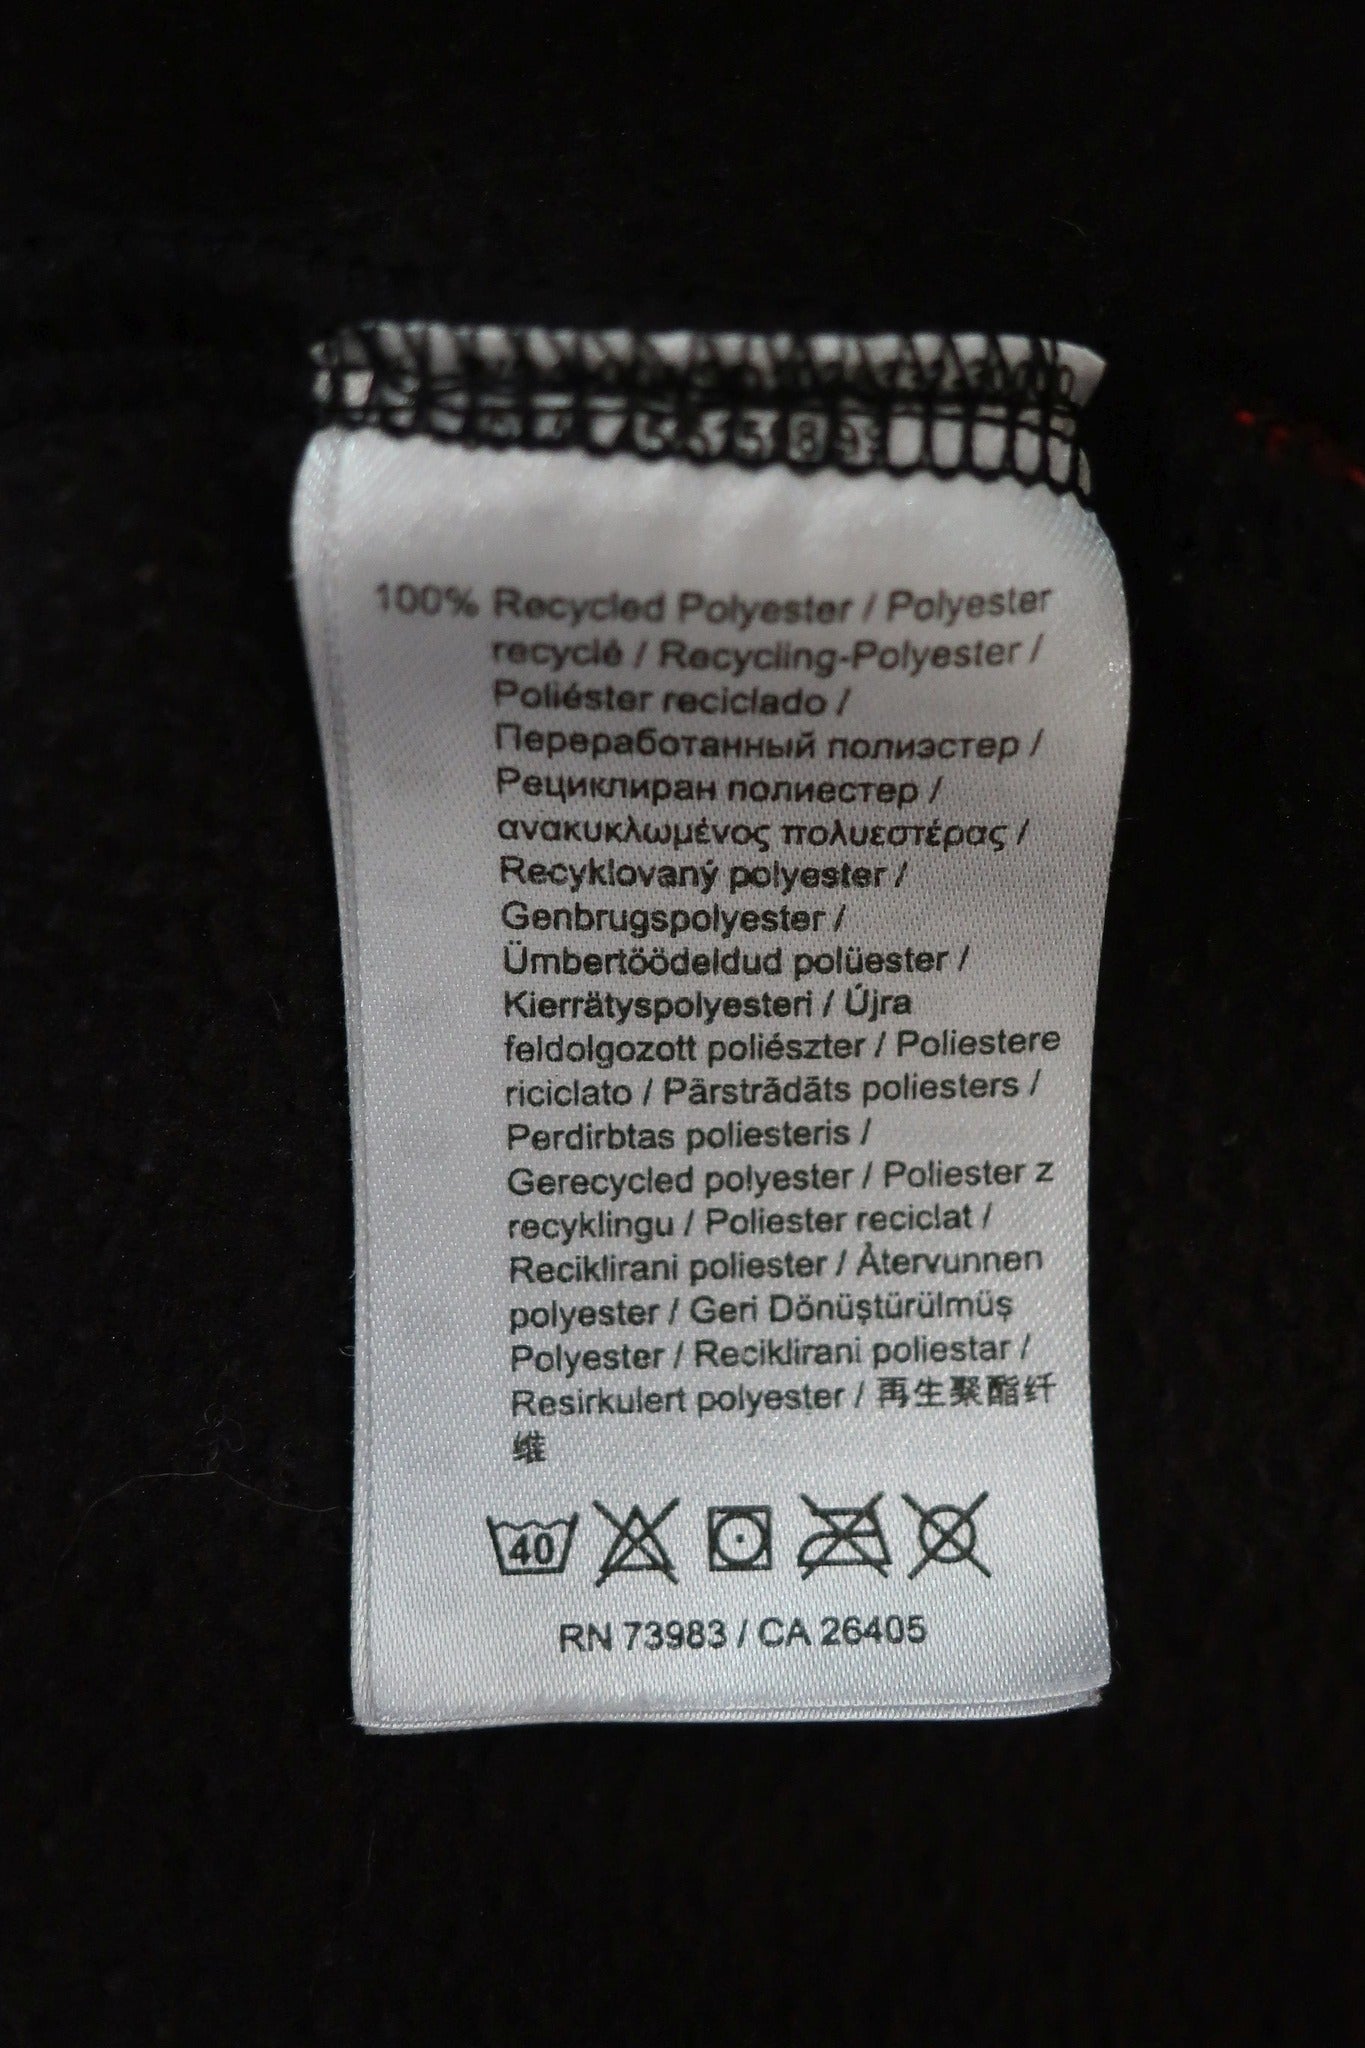 100% Recycled Polyester / Polyester
recyclé / Recycling-Polyester /
Poliéster reciclado /
Переработанный полиэстер /
Рециклиран полиестер /
ανακυκλωμένος πολυεστέρας /
Recyklovaný polyester /
Genbrugspolyester /
Ümbertöödeldud polüester /
Kierrätyspolyesteri / Újra
feldolgozott poliészter / Poliestere
riciclato / Pārstrādāts poliesters /
Perdirbtas poliesteris /
Gerecycled polyester / Poliester z
recyklingu / Poliester reciclat /
Reciklirani poliester / Återvunnen
polyester / Geri Dönüştürülmüş
Polyester / Reciklirani poliestar /
Resirkulert polyester / 再生聚酯纤
维
40
RN 73983 / CA 26405